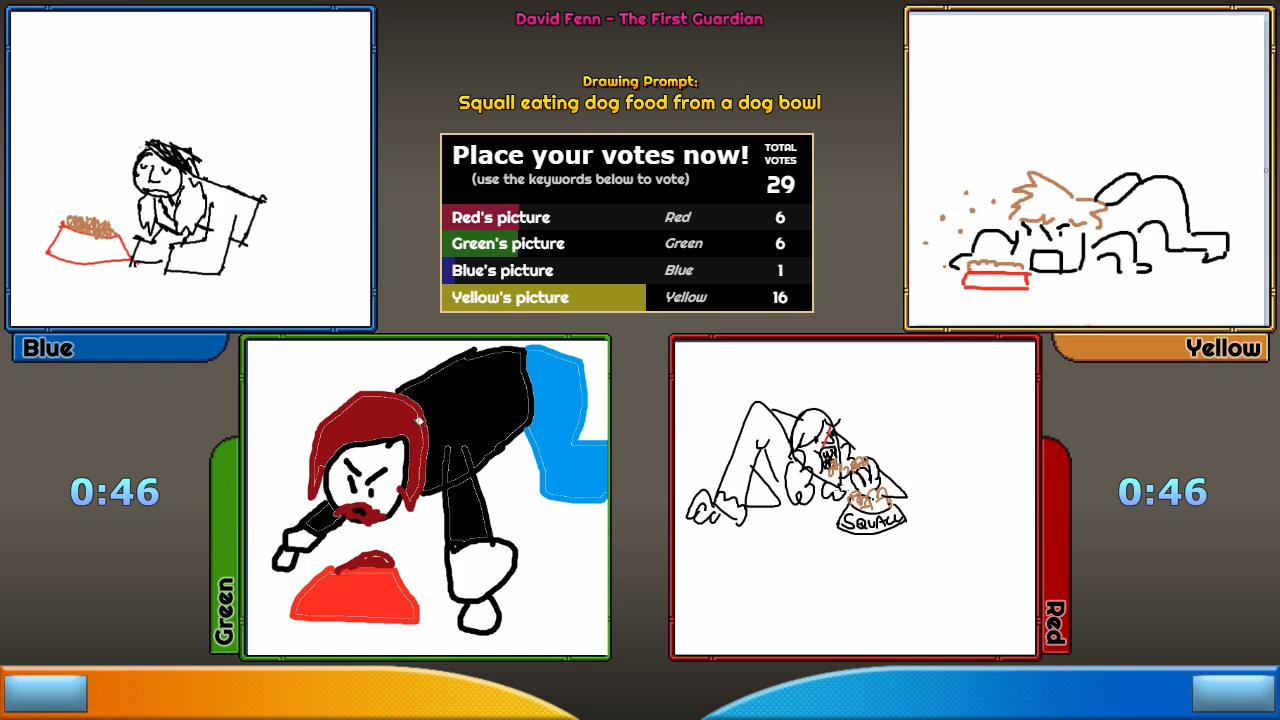 David Fenn - The First Guardian
Drawing Prompt:
Squall eating dog food from a dog bowl
Place your votes now!
(use the keywords below to vote)
TOTAL
VOTES
29
Red's picture Red 6
Green's picture Green 6
Blue's picture Blue 1
Yellow's picture Yellow 16
Blue
Yellow
0:46
0:46
Green
SQUALL
Red